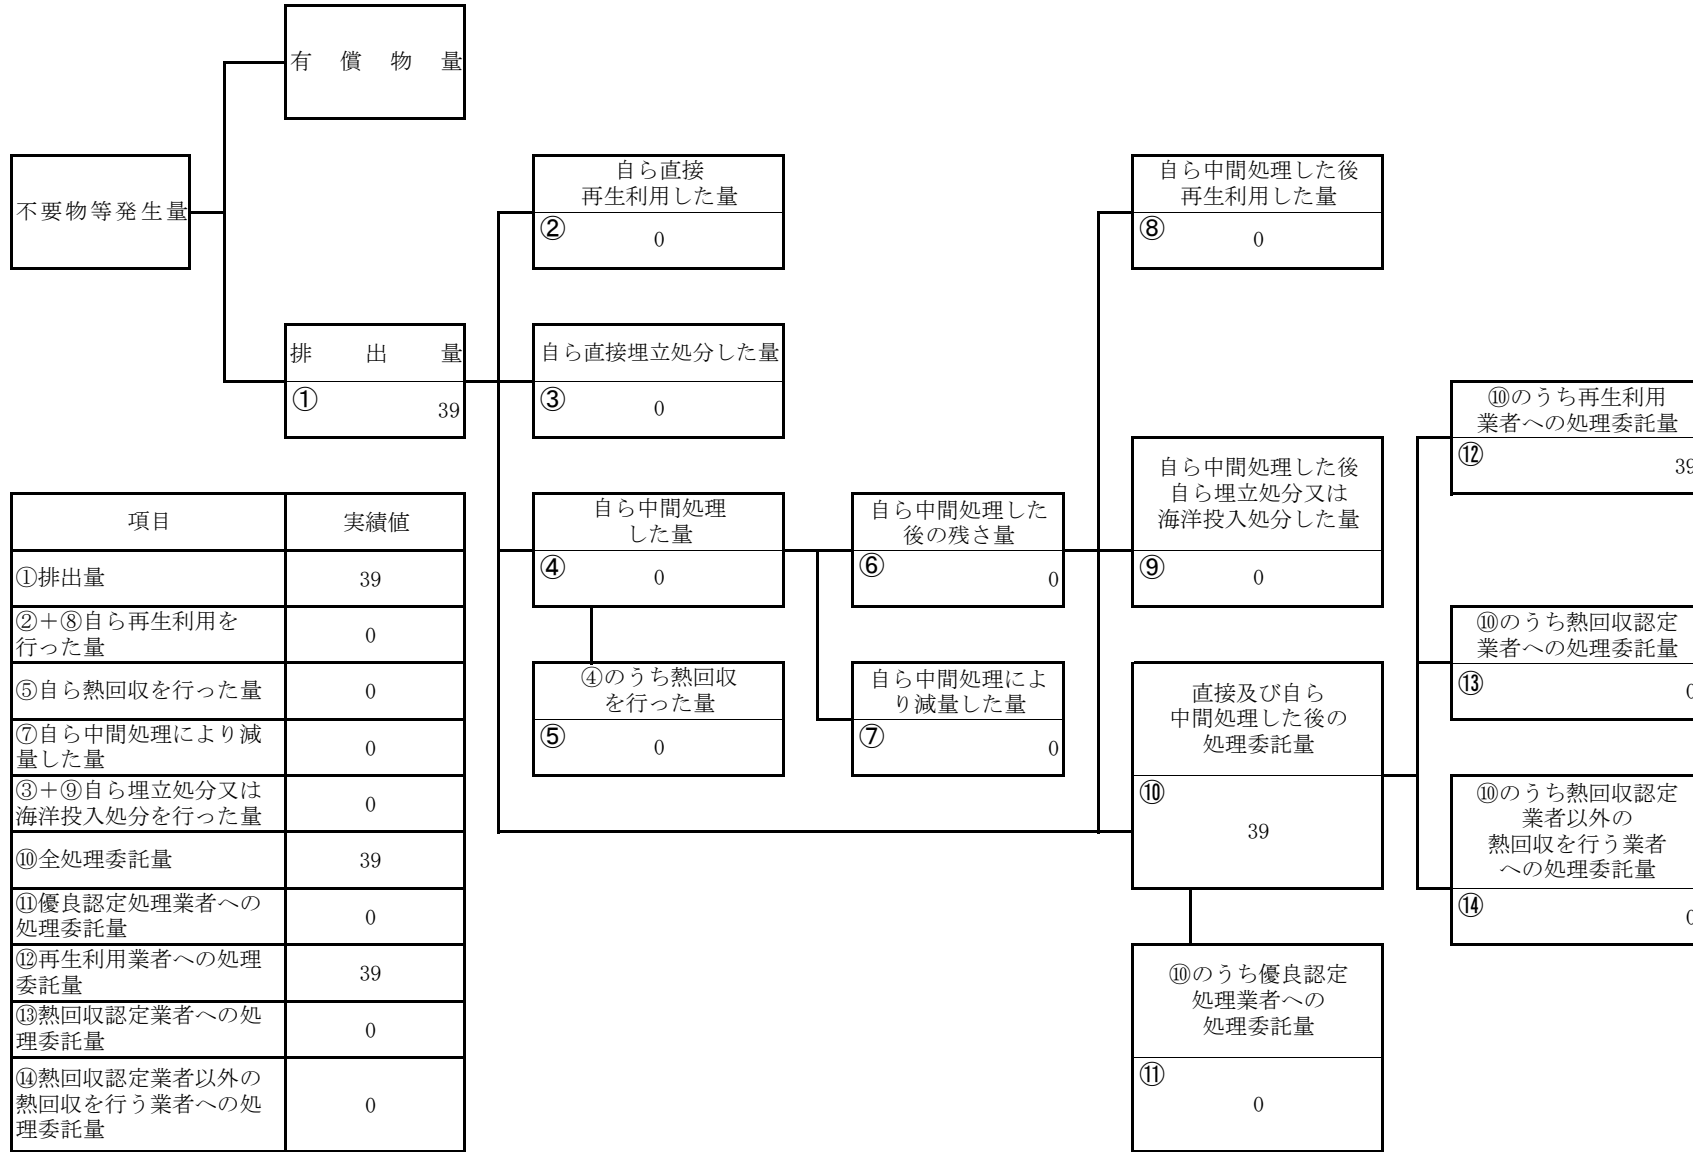 有償物量
不要物等発生量
排出量
①
39
自ら直接
再生利用した量
②
0
自ら直接埋立処分した量
③
0
自ら中間処理
した量
④
0
④のうち熱回収
を行った量
⑤
0
自ら中間処理した
後の残さ量
⑥
0
自ら中間処理によ
り減量した量
⑦
0
自ら中間処理した後
再生利用した量
⑧
0
自ら中間処理した後
自ら埋立処分又は
海洋投入処分した量
⑨
0
直接及び自ら
中間処理した後の
処理委託量
⑩
39
⑩のうち優良認定
処理業者への
処理委託量
⑪
0
⑩のうち再生利用
業者への処理委託量
⑫
39
⑩のうち熱回収認定
業者への処理委託量
⑬
0
⑩のうち熱回収認定
業者以外の
熱回収を行う業者
への処理委託量
⑭
0
項目 実績値
①排出量 39
②＋⑧自ら再生利用を
行った量 0
⑤自ら熱回収を行った量 0
⑦自ら中間処理により減
量した量 0
③＋⑨自ら埋立処分又は
海洋投入処分を行った量 0
⑩全処理委託量 39
⑪優良認定処理業者への
処理委託量 0
⑫再生利用業者への処理
委託量 39
⑬熱回収認定業者への処
理委託量 0
⑭熱回収認定業者以外の
熱回収を行う業者への処
理委託量 0